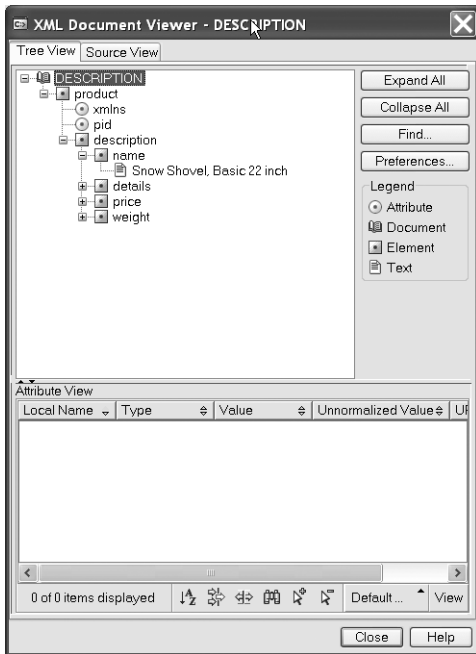 XML Document Viewer - DESCRIPTION
Tree View Source View
DESCRIPTION
product
xmlns
pid
description
name
Snow Shovel, Basic 22 inch
details
price
weight
Expand All
Collapse All
Find...
Preferences...
Legend
Attribute
Document
Element
Text
Attribute View
Local Name Type Value Unnormalized Value
0 of 0 items displayed Default... View
Close Help